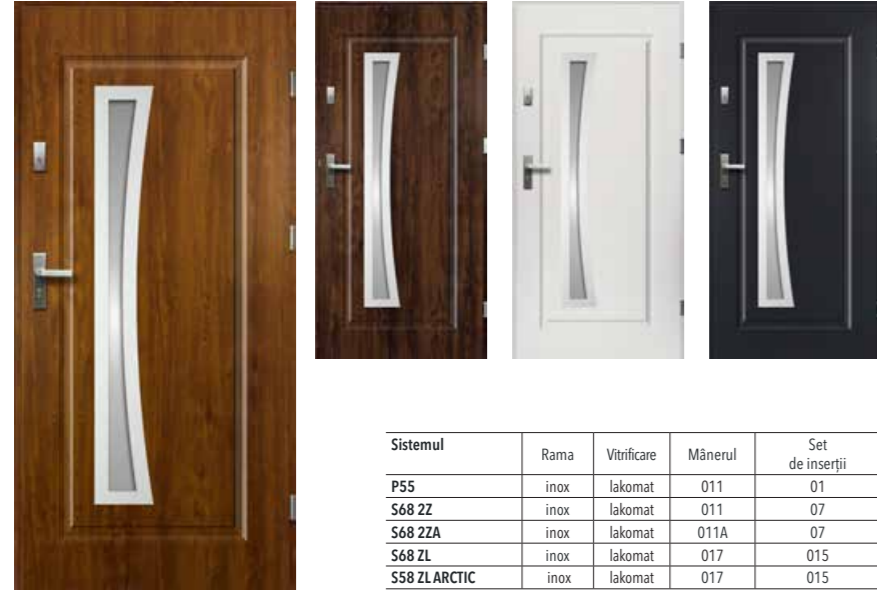 Sistemul Rama Vitrificare Mânerul Set de inserții
P55 inox lakomat 011 01
S68 2Z inox lakomat 011 07
S68 2ZA inox lakomat 011A 07
S68 ZL inox lakomat 017 015
S58 ZL ARCTIC inox lakomat 017 015